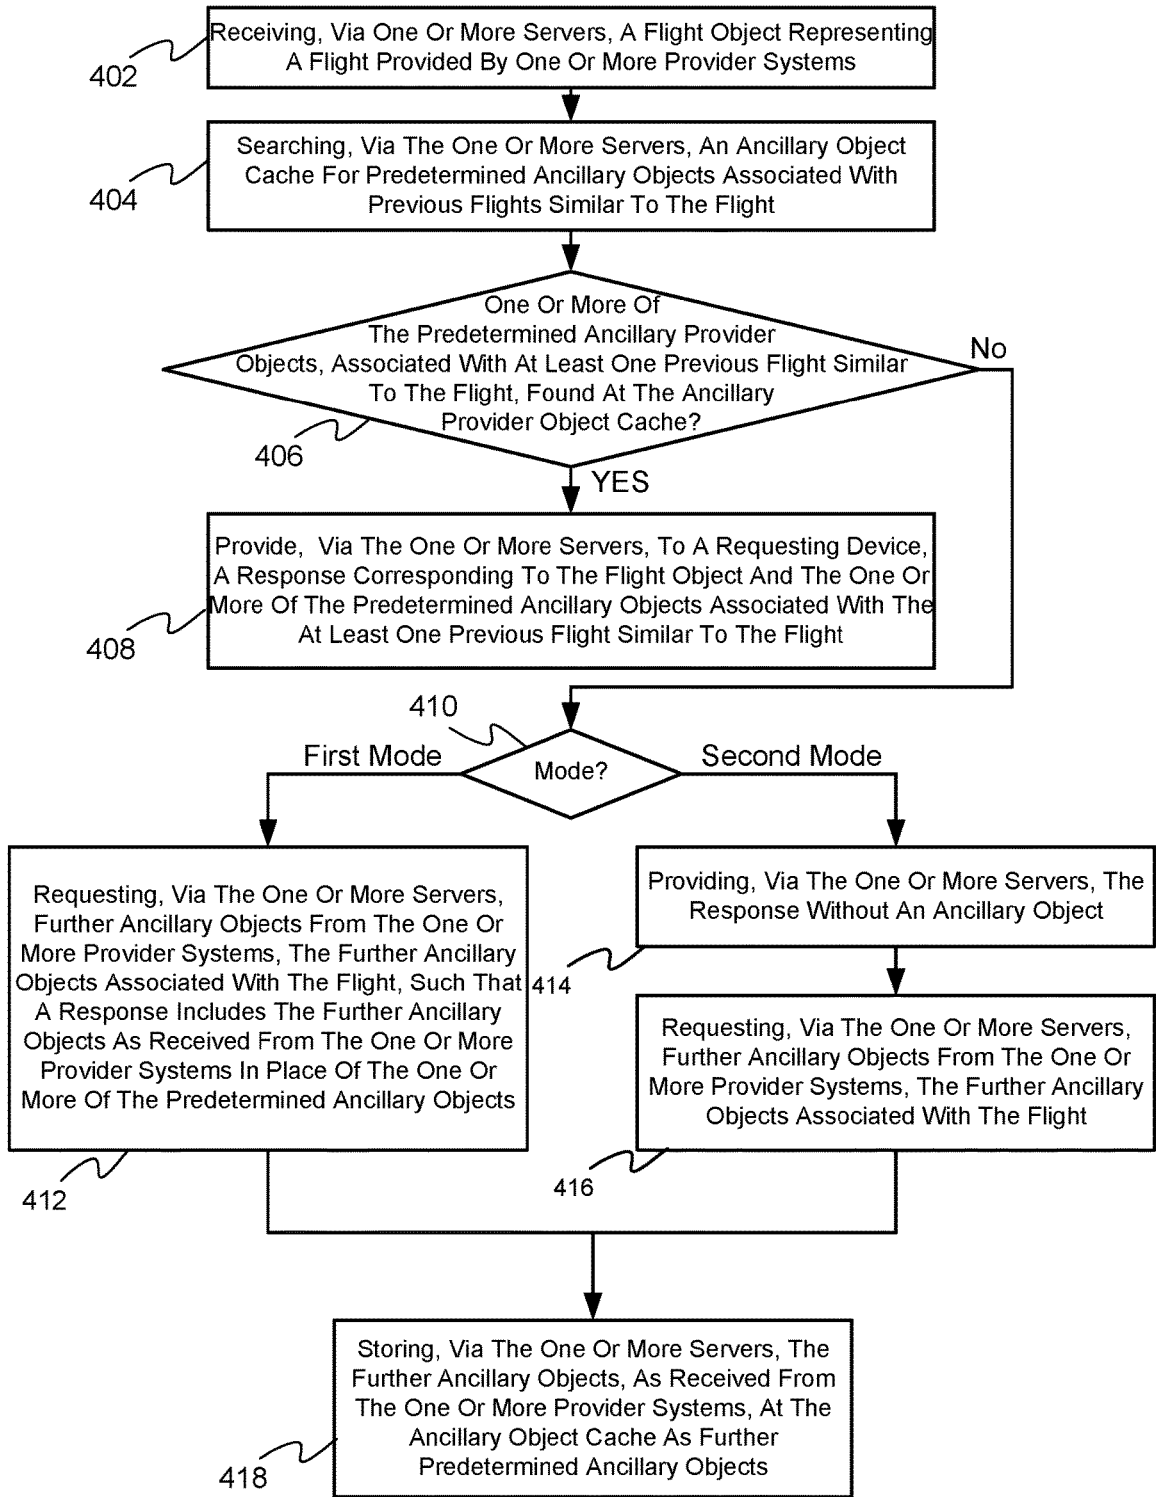 Receiving, Via One Or More Servers, A Flight Object Representing
A Flight Provided By One Or More Provider Systems
402
Searching, Via The One Or More Servers, An Ancillary Object
Cache For Predetermined Ancillary Objects Associated With
Previous Flights Similar To The Flight
404
One Or More Of
The Predetermined Ancillary Provider
Objects, Associated With At Least One Previous Flight Similar
To The Flight, Found At The Ancillary
Provider Object Cache?
No
406
YES
Provide, Via The One Or More Servers, To A Requesting Device,
A Response Corresponding To The Flight Object And The One Or
More Of The Predetermined Ancillary Objects Associated With The
At Least One Previous Flight Similar To The Flight
408
410
First Mode
Mode?
Second Mode
Requesting, Via The One Or More Servers,
Further Ancillary Objects From The One Or
More Provider Systems, The Further Ancillary
Objects Associated With The Flight, Such That
A Response Includes The Further Ancillary
Objects As Received From The One Or More
Provider Systems In Place Of The One Or
More Of The Predetermined Ancillary Objects
412
Providing, Via The One Or More Servers, The
Response Without An Ancillary Object
414
Requesting, Via The One Or More Servers,
Further Ancillary Objects From The One Or
More Provider Systems, The Further Ancillary
Objects Associated With The Flight
416
Storing, Via The One Or More Servers, The
Further Ancillary Objects, As Received From
The One Or More Provider Systems, At The
Ancillary Object Cache As Further
Predetermined Ancillary Objects
418